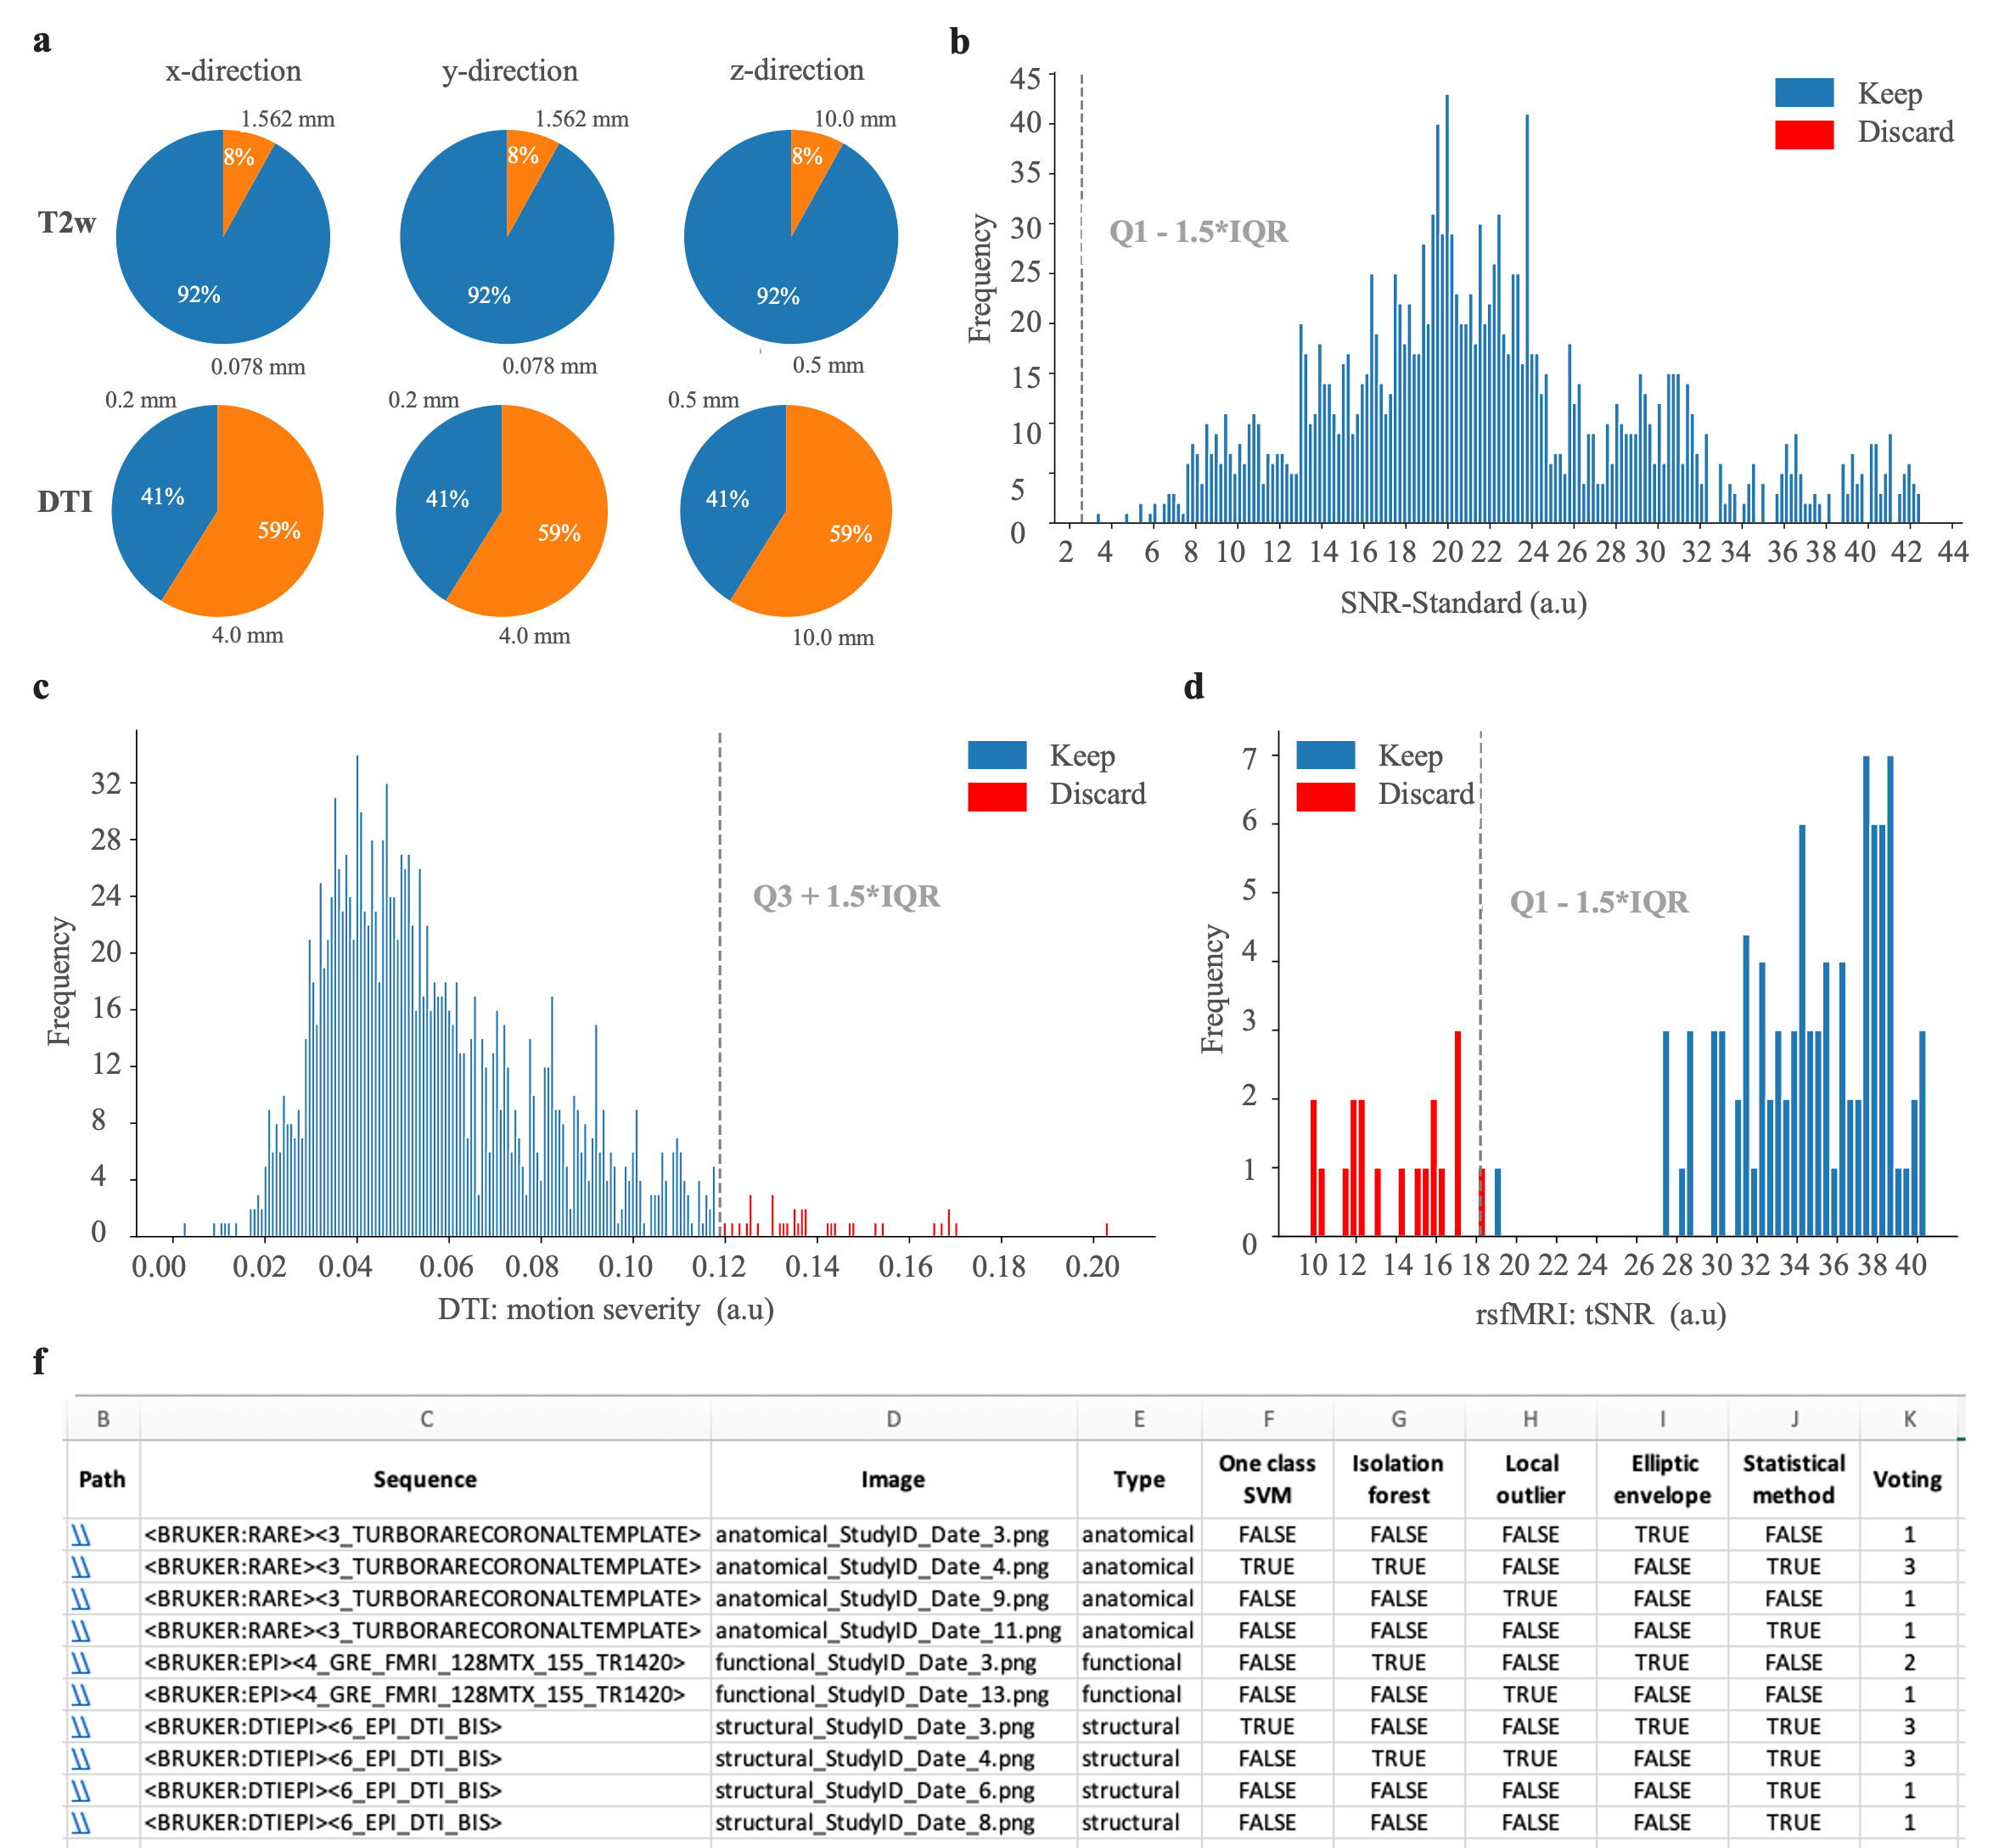 a
x-direction
y-direction
z-direction
1.562 mm
1.562 mm
10.0 mm
8%
8%
8%
T2w
92%
92%
92%
0.078 mm
0.078 mm
0.5 mm
0.2 mm
0.2 mm
0.5 mm
DTI
41%
59%
41%
59%
41%
59%
4.0 mm
4.0 mm
10.0 mm
b
45
40
35
30
25
20
15
10
5
0
Frequency
Keep
Discard
Q1 - 1.5*IQR
2 4 6 8 10 12 14 16 18 20 22 24 26 28 30 32 34 36 38 40 42 44
SNR-Standard (a.u)
c
32
28
24
20
16
12
8
4
0
Frequency
Keep
Discard
Q3 + 1.5*IQR
0.00 0.02 0.04 0.06 0.08 0.10 0.12 0.14 0.16 0.18 0.20
DTI: motion severity (a.u)
d
7
6
5
4
3
2
1
0
Frequency
Keep
Discard
Q1 - 1.5*IQR
10 12 14 16 18 20 22 24 26 28 30 32 34 36 38 40
rsfMRI: tSNR (a.u)
f
B C D E F G H I J K
Path Sequence Image Type One class SVM Isolation forest Local outlier Elliptic envelope Statistical method Voting
\\ <BRUKER:RARE><3_TURBORARECORONALTEMPLATE> anatomical_StudyID_Date_3.png anatomical FALSE FALSE FALSE TRUE FALSE 1
\\ <BRUKER:RARE><3_TURBORARECORONALTEMPLATE> anatomical_StudyID_Date_4.png anatomical TRUE TRUE FALSE FALSE TRUE 3
\\ <BRUKER:RARE><3_TURBORARECORONALTEMPLATE> anatomical_StudyID_Date_9.png anatomical FALSE FALSE TRUE FALSE FALSE 1
\\ <BRUKER:RARE><3_TURBORARECORONALTEMPLATE> anatomical_StudyID_Date_11.png anatomical FALSE FALSE FALSE FALSE TRUE 1
\\ <BRUKER:EPI><4_GRE_FMRI_128MTX_155_TR1420> functional_StudyID_Date_3.png functional FALSE TRUE FALSE TRUE FALSE 2
\\ <BRUKER:EPI><4_GRE_FMRI_128MTX_155_TR1420> functional_StudyID_Date_13.png functional FALSE FALSE TRUE FALSE FALSE 1
\\ <BRUKER:DTIEPI><6_EPI_DTI_BIS> structural_StudyID_Date_3.png structural TRUE FALSE FALSE TRUE TRUE 3
\\ <BRUKER:DTIEPI><6_EPI_DTI_BIS> structural_StudyID_Date_4.png structural FALSE TRUE TRUE FALSE TRUE 3
\\ <BRUKER:DTIEPI><6_EPI_DTI_BIS> structural_StudyID_Date_6.png structural FALSE FALSE FALSE FALSE TRUE 1
\\ <BRUKER:DTIEPI><6_EPI_DTI_BIS> structural_StudyID_Date_8.png structural FALSE FALSE FALSE FALSE TRUE 1